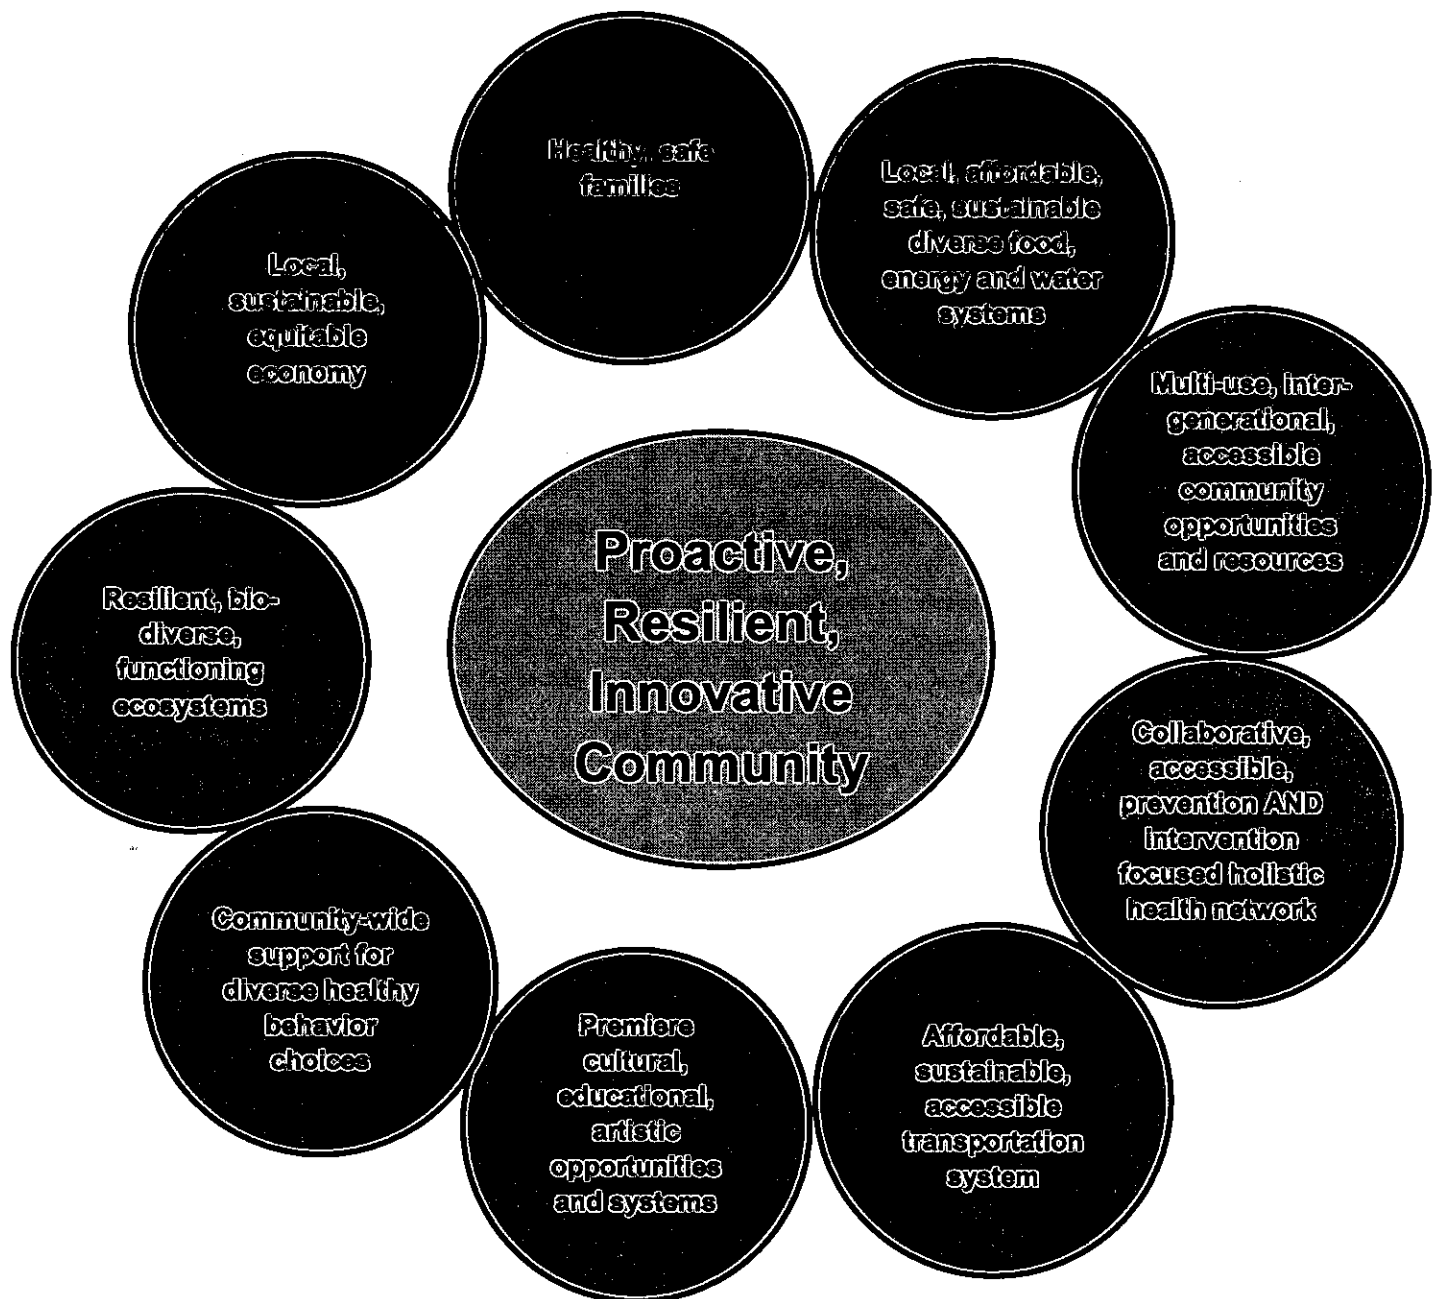 Healthy, safe
families
Local, affordable,
safe, sustainable
diverse food,
energy and water
systems
Multi-use, inter-
generational,
accessible
community
opportunities
and resources
Collaborative,
accessible,
prevention AND
intervention
focused holistic
health network
Affordable,
sustainable,
accessible
transportation
system
Premiere
cultural,
educational,
artistic
opportunities
and systems
Community-wide
support for
diverse healthy
behavior
choices
Resilient, bio-
diverse,
functioning
ecosystems
Local,
sustainable,
equitable
economy
Proactive,
Resilient,
Innovative
Community